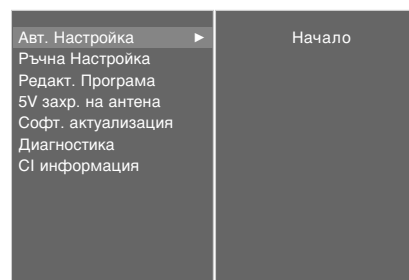 Авт. Настройка ► Начало
Ръчна Настройка
Редакт. Програма
5V захр. на антена
Софт. актуализация
Диагностика
CI информация